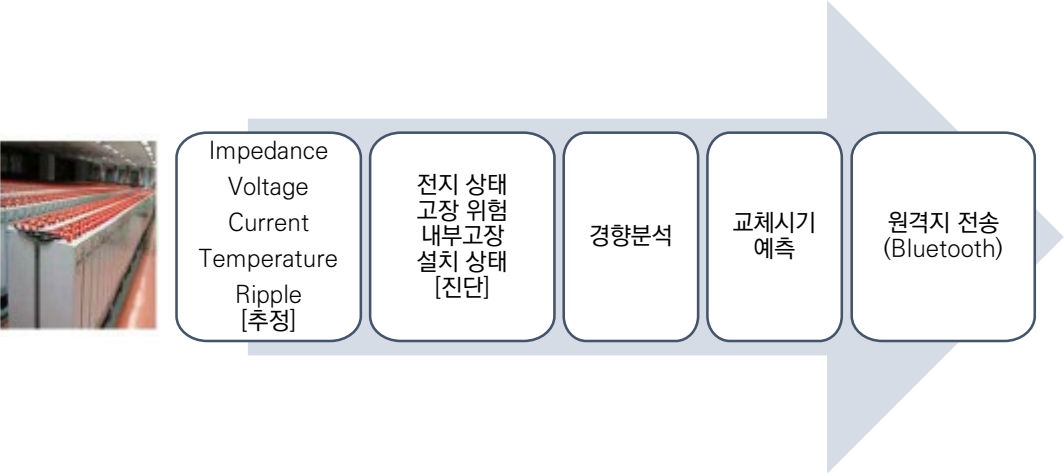 Impedance
Voltage
Current
Temperature
Ripple
[추정]
전지 상태
고장 위험
내부고장
설치 상태
[진단]
경향분석
교체시기
예측
원격지 전송
(Bluetooth)